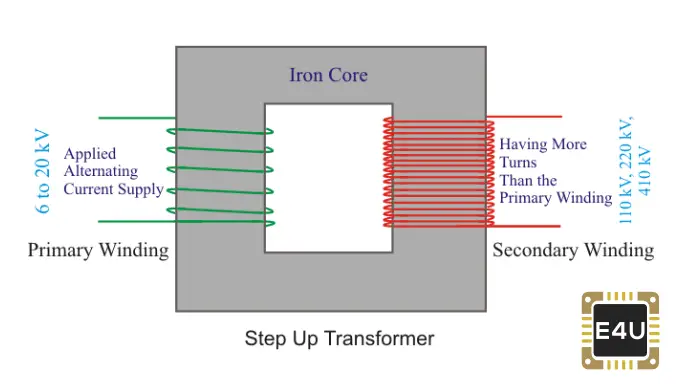 Iron Core
6 to 20 kV
Applied
Alternating
Current Supply
Having More
Turns
Than the
Primary Winding
110 kV, 220 kV,
410 kV
Primary Winding
Secondary Winding
Step Up Transformer
E4U